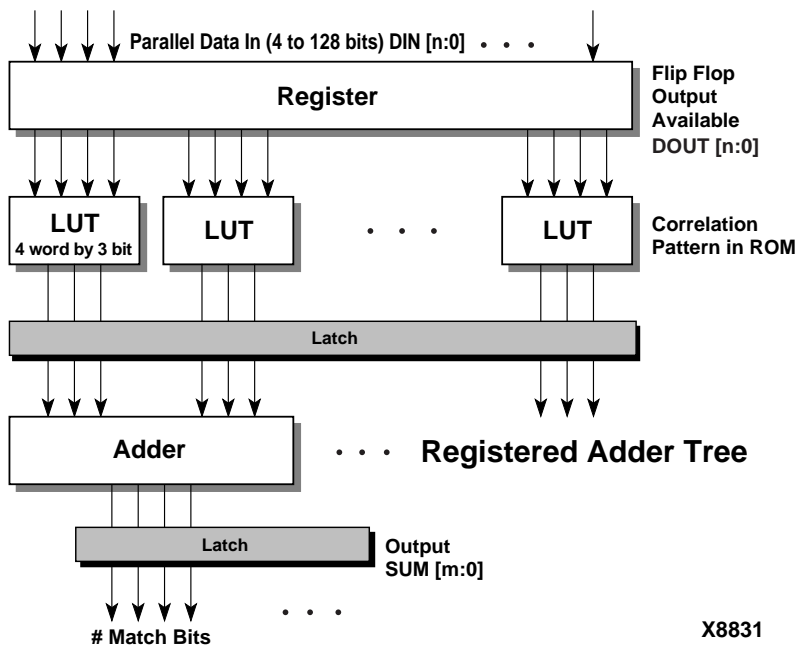 Parallel Data In (4 to 128 bits) DIN [n:0] . . .
Register
Flip Flop
Output
Available
DOUT [n:0]
LUT
4 word by 3 bit
LUT
. . .
LUT
Correlation
Pattern in ROM
Latch
Adder
. . . Registered Adder Tree
Latch
Output
SUM [m:0]
. . .
# Match Bits
X8831